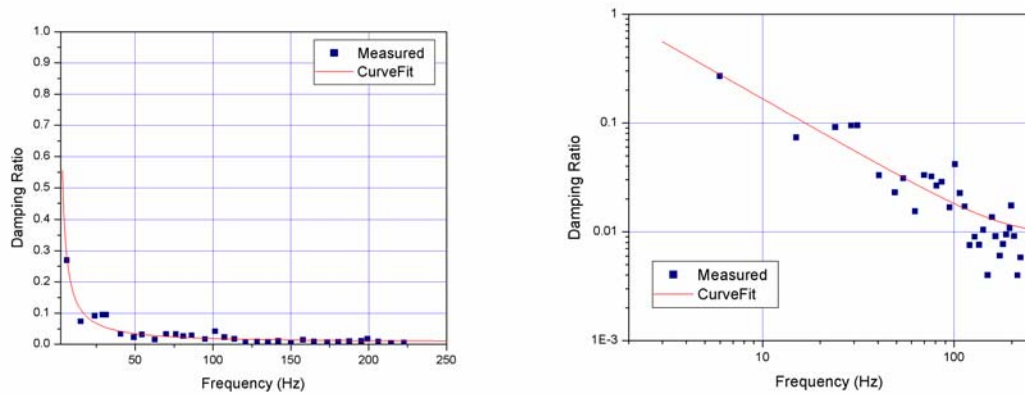 1.0
0.9
0.8
0.7
0.6
0.5
0.4
0.3
0.2
0.1
0.0
Damping Ratio
50
100
150
200
250
Frequency (Hz)
Measured
CurveFit
1
0.1
0.01
1E-3
Damping Ratio
10
100
Frequency (Hz)
Measured
CurveFit